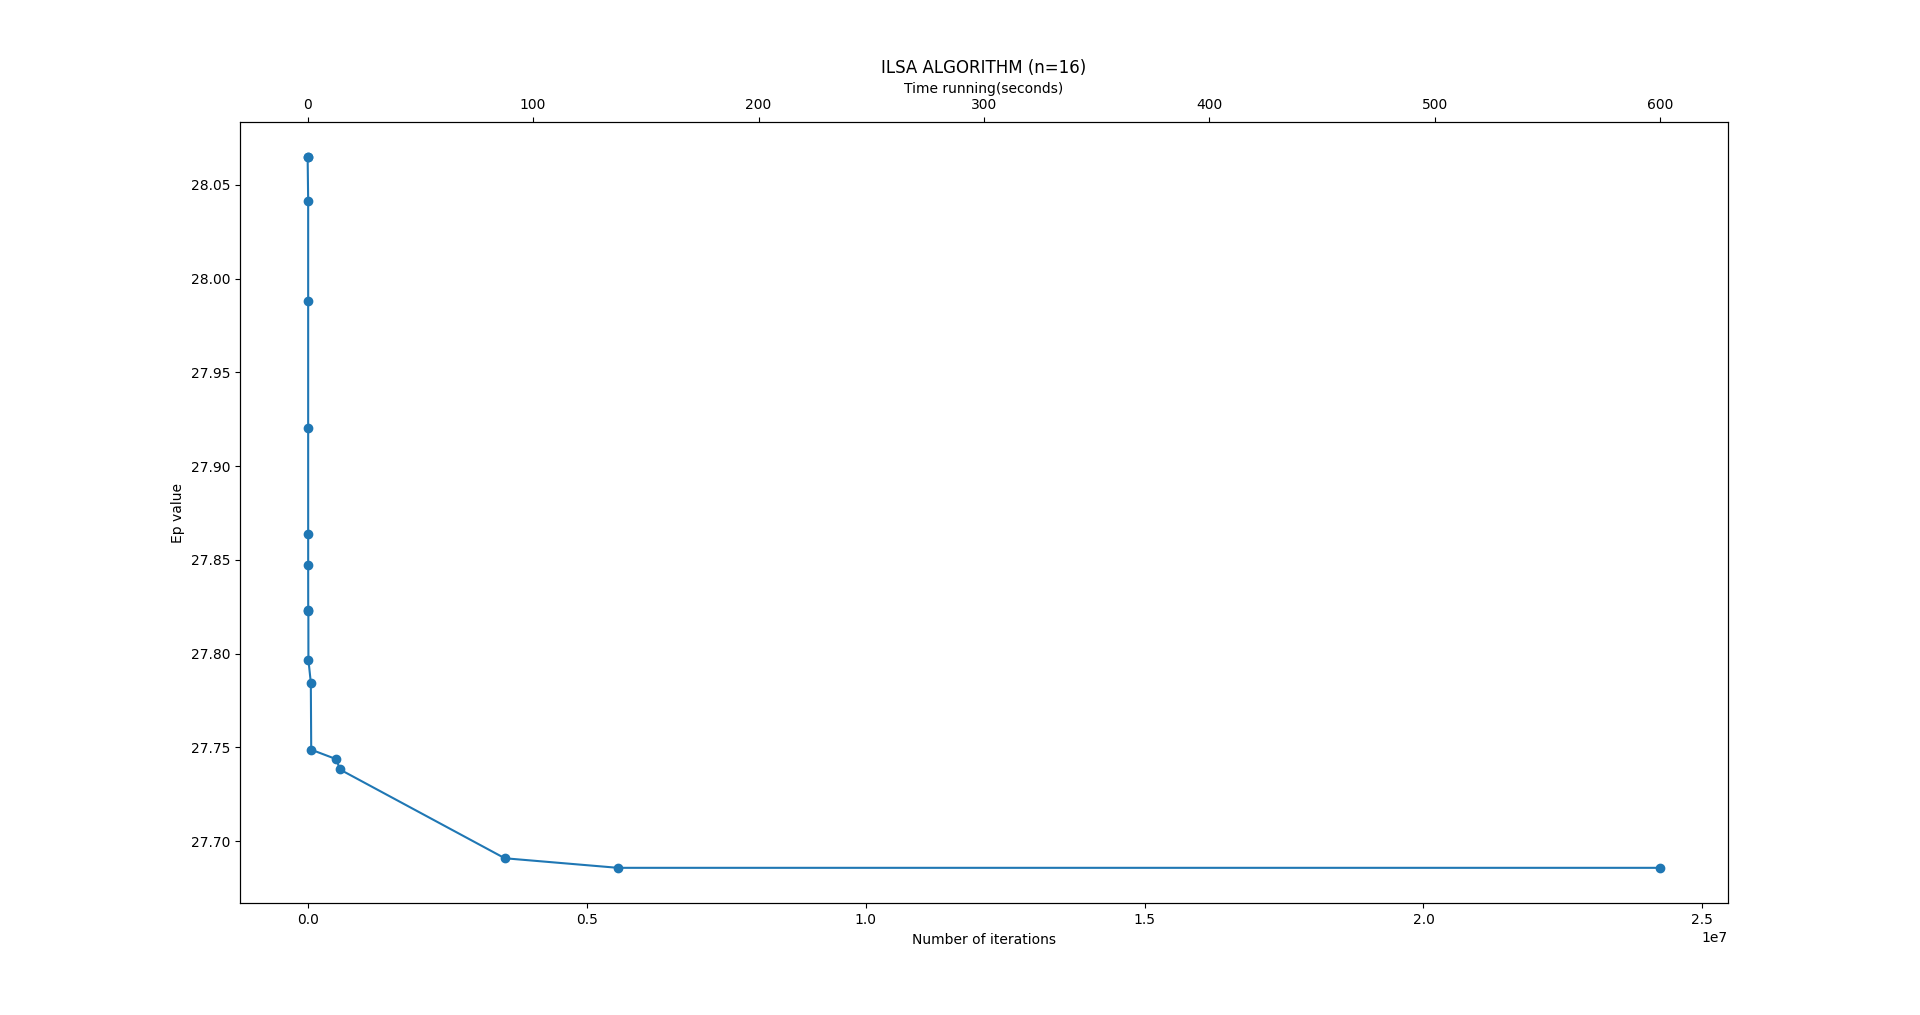 ILSA ALGORITHM (n=16)
Time running(seconds)
0 100 200 300 400 500 600
28.05
28.00
27.95
27.90
27.85
27.80
27.75
27.70
Ep value
0.0 0.5 1.0 1.5 2.0 2.5
1e7
Number of iterations